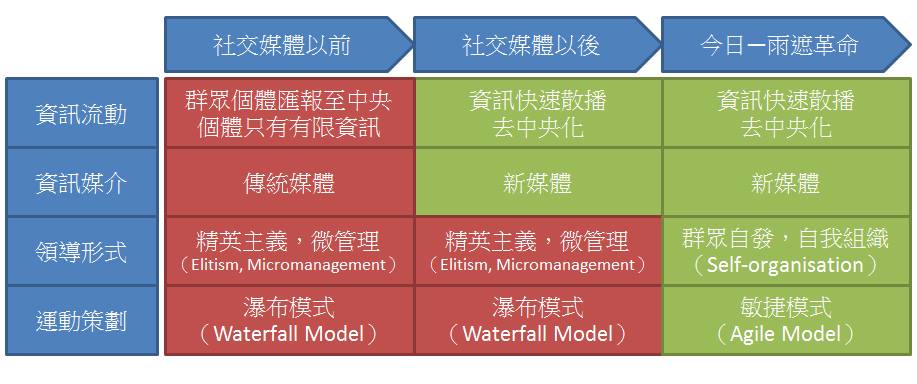 社交媒體以前
社交媒體以後
今日—雨遮革命
資訊流動
群眾個體匯報至中央
個體只有有限資訊
資訊快速散播
去中央化
資訊快速散播
去中央化
資訊媒介
傳統媒體
新媒體
新媒體
領導形式
精英主義，微管理
（Elitism, Micromanagement）
精英主義，微管理
（Elitism, Micromanagement）
群眾自發，自我組織
（Self-organisation）
運動策劃
瀑布模式
（Waterfall Model）
瀑布模式
（Waterfall Model）
敏捷模式
（Agile Model）